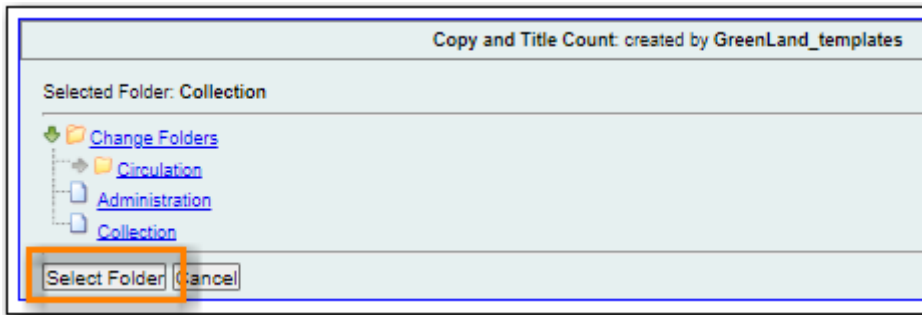 Copy and Title Count: created by GreenLand_templates
Selected Folder: Collection
Change Folders
Circulation
Administration
Collection
Select Folder Cancel